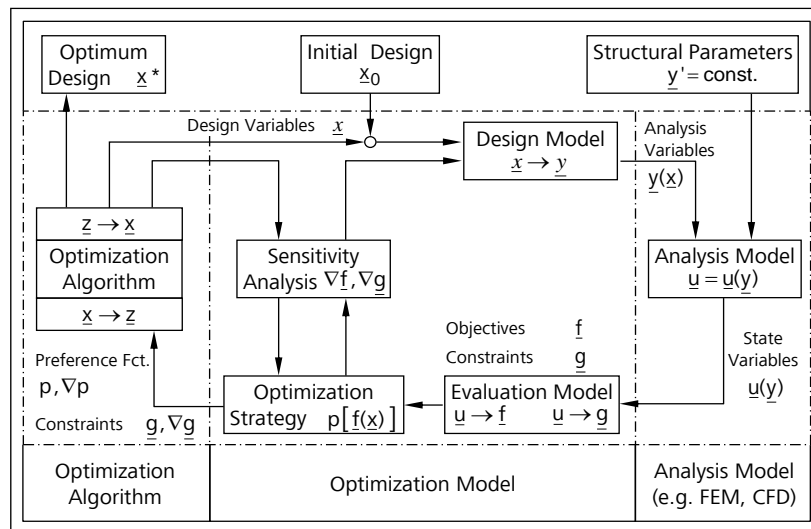 Optimum
Design x*
Initial Design
x₀
Structural Parameters
y' = const.
Design Variables x
Design Model
x → y
Analysis
Variables
y(x)
z → x
Optimization
Algorithm
x → z
Sensitivity
Analysis ∇f, ∇g
Analysis Model
u = u(y)
Objectives f
Constraints g
State
Variables
u(y)
Preference Fct.
p, ∇p
Constraints g, ∇g
Optimization
Strategy p[f(x)]
Evaluation Model
u → f u → g
Optimization
Algorithm
Optimization Model
Analysis Model
(e.g. FEM, CFD)